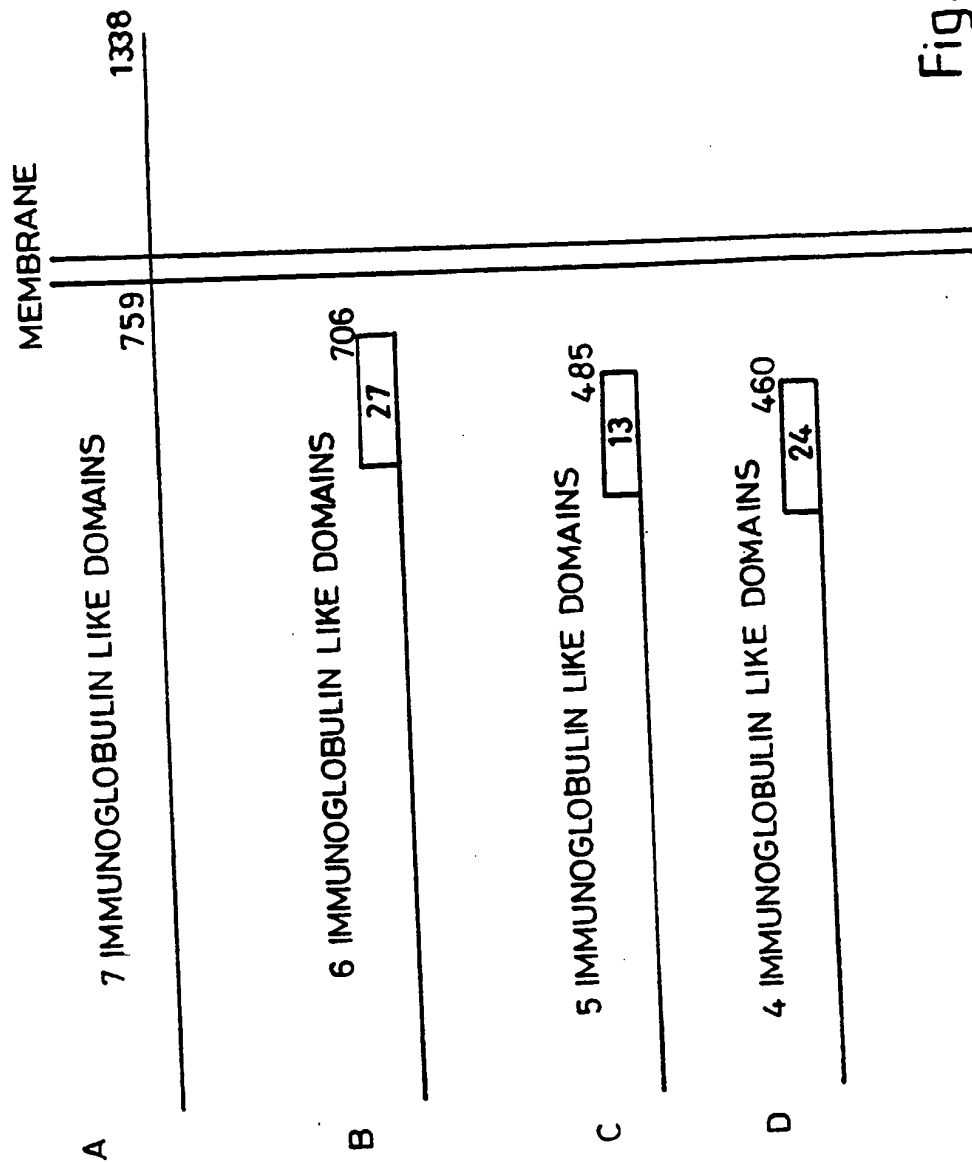 MEMBRANE
A
7 IMMUNOGLOBULIN LIKE DOMAINS
759
1338
B
6 IMMUNOGLOBULIN LIKE DOMAINS
706
27
C
5 IMMUNOGLOBULIN LIKE DOMAINS
485
13
D
4 IMMUNOGLOBULIN LIKE DOMAINS
460
24
Fig.